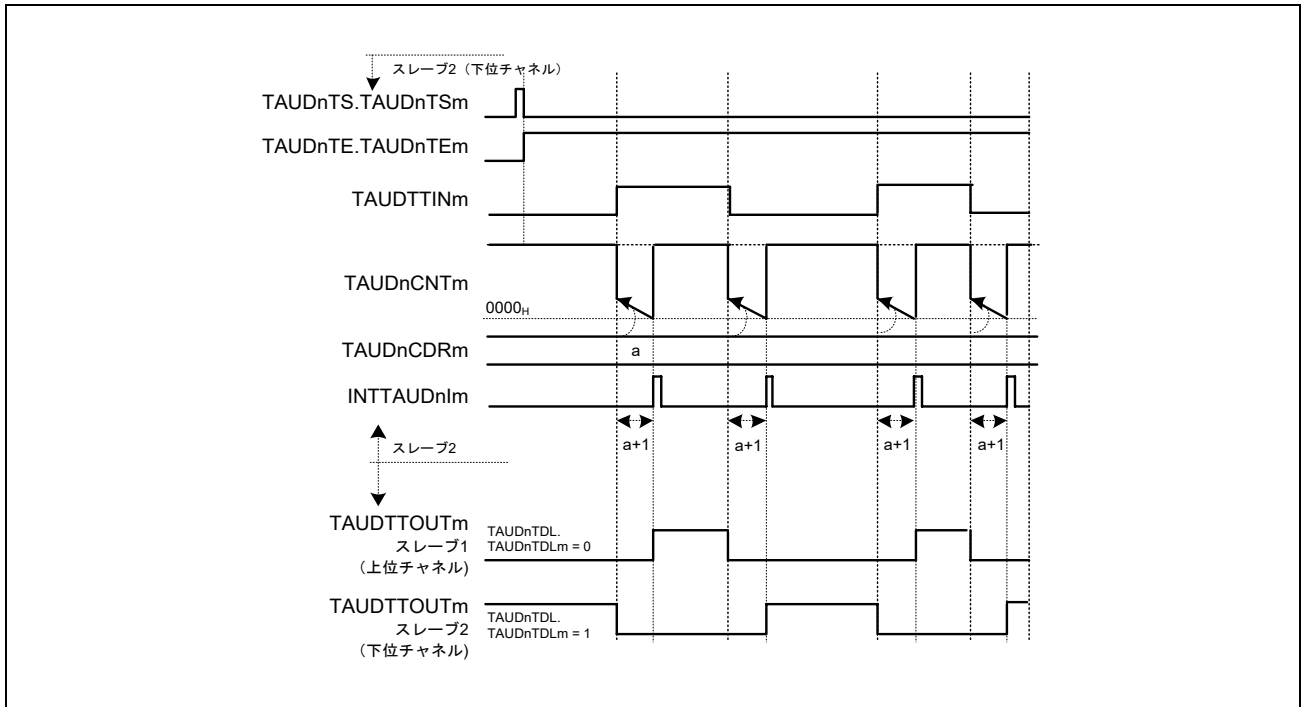 スレーブ2（下位チャネル）
TAUDnTS.TAUDnTSm
TAUDnTE.TAUDnTEm
TAUDTTINm
TAUDnCNTm
0000H
TAUDnCDRm
a
INTTAUDnIm
a+1 a+1 a+1 a+1
スレーブ2
TAUDTTOUTm
スレーブ1
（上位チャネル)
TAUDnTDL.
TAUDnTDLm = 0
TAUDTTOUTm
スレーブ2
（下位チャネル)
TAUDnTDL.
TAUDnTDLm = 1